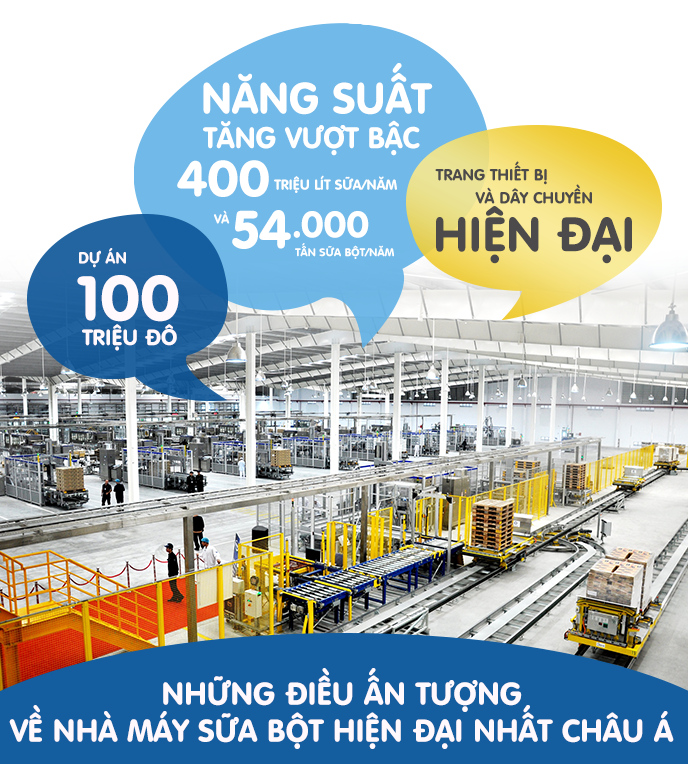 NĂNG SUẤT
TĂNG VƯỢT BẬC
400 TRIỆU LÍT SỮA/NĂM
VÀ 54.000
TẤN SỮA BỘT/NĂM
TRANG THIẾT BỊ
VÀ DÂY CHUYỀN
HIỆN ĐẠI
DỰ ÁN
100
TRIỆU ĐÔ
NHỮNG ĐIỀU ẤN TƯỢNG
VỀ NHÀ MÁY SỮA BỘT HIỆN ĐẠI NHẤT CHÂU Á